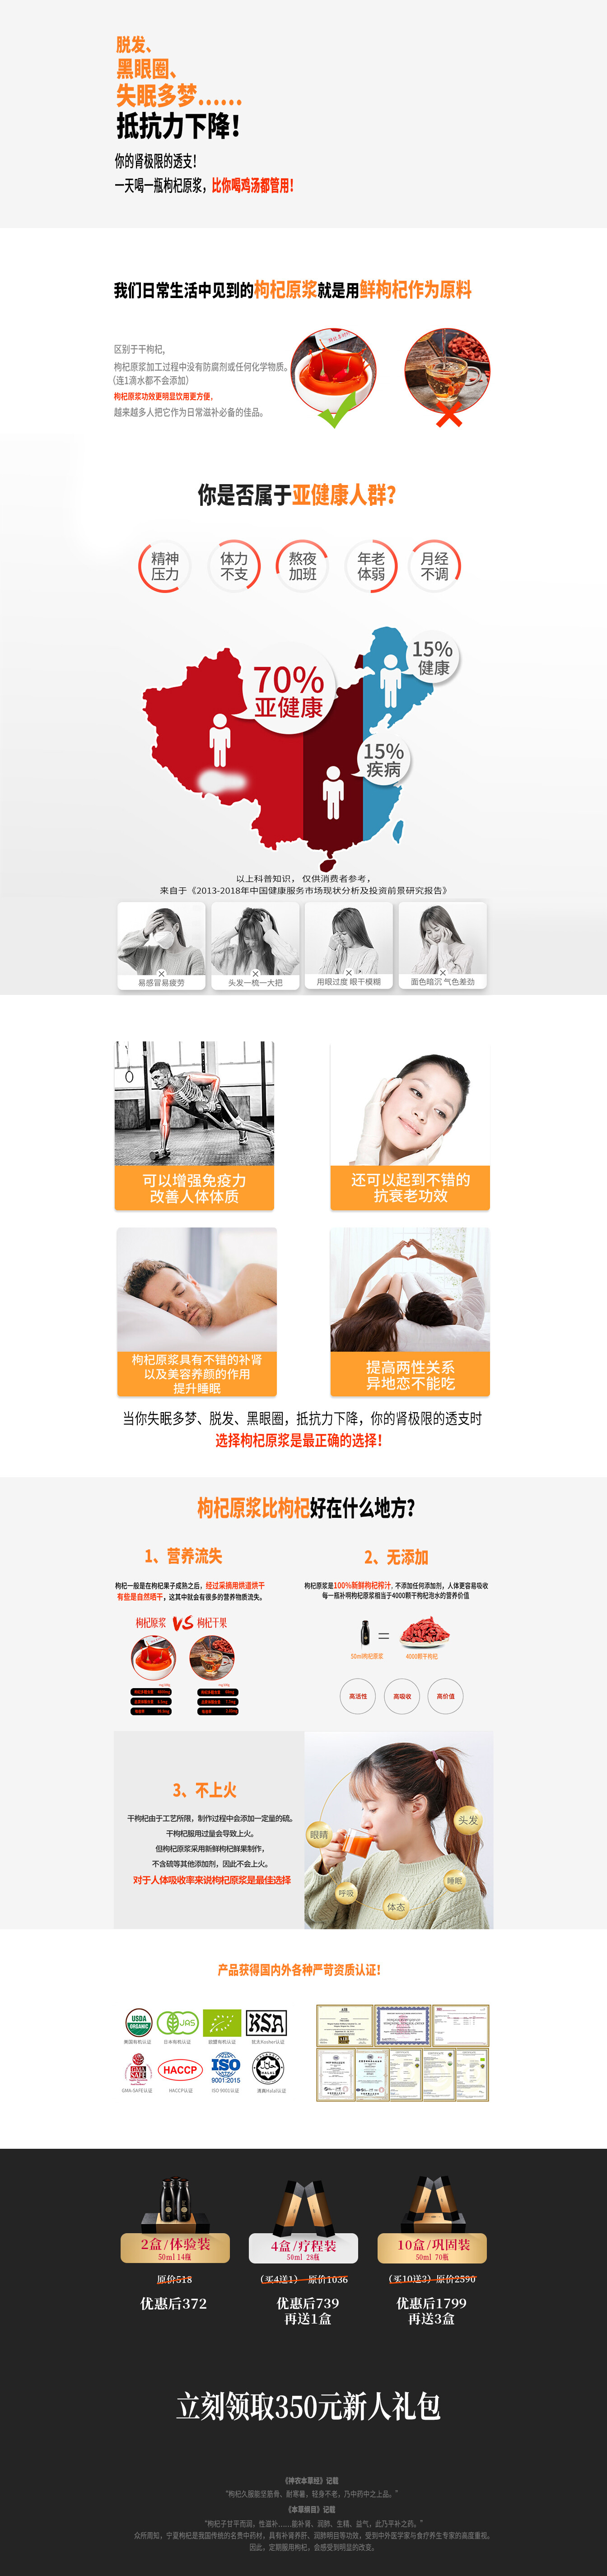 脱发、
黑眼圈、
失眠多梦......
抵抗力下降!
你的肾极限的透支!
一天喝一瓶枸杞原浆，比你喝鸡汤都管用!
我们日常生活中见到的枸杞原浆就是用鲜枸杞作为原料
区别于干枸杞,
枸杞原浆加工过程中没有防腐剂或任何化学物质。
(连1滴水都不会添加)
枸杞原浆功效更明显饮用更方便,
越来越多人把它作为日常滋补必备的佳品。
你是否属于亚健康人群?
精神
压力
体力
不支
熬夜
加班
年老
体弱
月经
不调
15%
健康
70%
亚健康
15%
疾病
以上科普知识， 仅供消费者参考，
来自于《2013-2018年中国健康服务市场现状分析及投资前景研究报告》
易感冒易疲劳
头发一梳一大把
用眼过度 眼干模糊
面色暗沉 气色差劲
可以增强免疫力
改善人体体质
还可以起到不错的
抗衰老功效
枸杞原浆具有不错的补肾
以及美容养颜的作用
提升睡眠
提高两性关系
异地恋不能吃
当你失眠多梦、脱发、黑眼圈，抵抗力下降，你的肾极限的透支时
选择枸杞原浆是最正确的选择!
枸杞原浆比枸杞好在什么地方?
1、营养流失
枸杞一般是在枸杞果子成熟之后，经过采摘用烘道烘干
有些是自然晒干，这其中就会有很多的营养物质流失。
枸杞原浆 VS 枸杞干果
2、无添加
枸杞原浆是100%新鲜枸杞榨汁, 不添加任何添加剂，人体更容易吸收
每一瓶补啊枸杞原浆相当于4000颗干枸杞泡水的营养价值
50ml枸杞原浆
4000颗干枸杞
高活性
高吸收
高价值
3、不上火
干枸杞由于工艺所限，制作过程中会添加一定量的硫。
干枸杞服用过量会导致上火。
但枸杞原浆采用新鲜枸杞鲜果制作，
不含硫等其他添加剂，因此不会上火。
对于人体吸收率来说枸杞原浆是最佳选择
头发
眼睛
睡眠
呼吸
体态
产品获得国内外各种严苛资质认证!
USDA
ORGANIC
JAS
KSA
美国有机认证
日本有机认证
欧盟有机认证
犹太Kosher认证
GMA
SAFE
HACCP
ISO
9001:2015
HALAL
GMA-SAFE认证
HACCP认证
ISO 9001认证
清真Halal认证
2盒/体验装
50ml 14瓶
原价518
优惠后372
4盒/疗程装
50ml 28瓶
(买4送1) 原价1036
优惠后739
再送1盒
10盒/巩固装
50ml 70瓶
(买10送3) 原价2590
优惠后1799
再送3盒
立刻领取350元新人礼包
《神农本草经》记载
“枸杞久服能坚筋骨、耐寒暑，轻身不老，乃中药中之上品。”
《本草纲目》记载
“枸杞子甘平而润，性滋补......能补肾、润肺、生精、益气，此乃平补之药。”
众所周知，宁夏枸杞是我国传统的名贵中药材，具有补肾养肝、润肺明目等功效，受到中外医学家与食疗养生专家的高度重视。
因此，定期服用枸杞，会感受到明显的改变。